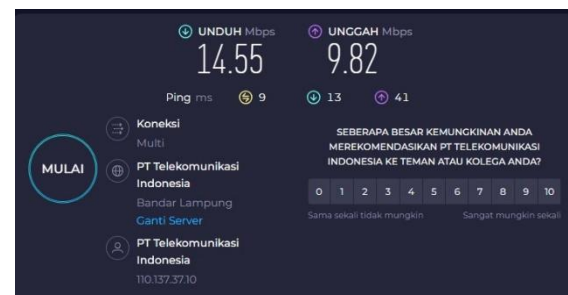 UNDUH Mbps
14.55
UNGGAH Mbps
9.82
Ping ms 9 13 41
MULAI
Koneksi
Multi
PT Telekomunikasi
Indonesia
Bandar Lampung
Ganti Server
PT Telekomunikasi
Indonesia
110.137.37.10
SEBERAPA BESAR KEMUNGKINAN ANDA
MEREKOMENDASIKAN PT TELEKOMUNIKASI
INDONESIA KE TEMAN ATAU KOLEGA ANDA?
0 1 2 3 4 5 6 7 8 9 10
Sama sekali tidak mungkin Sangat mungkin sekali